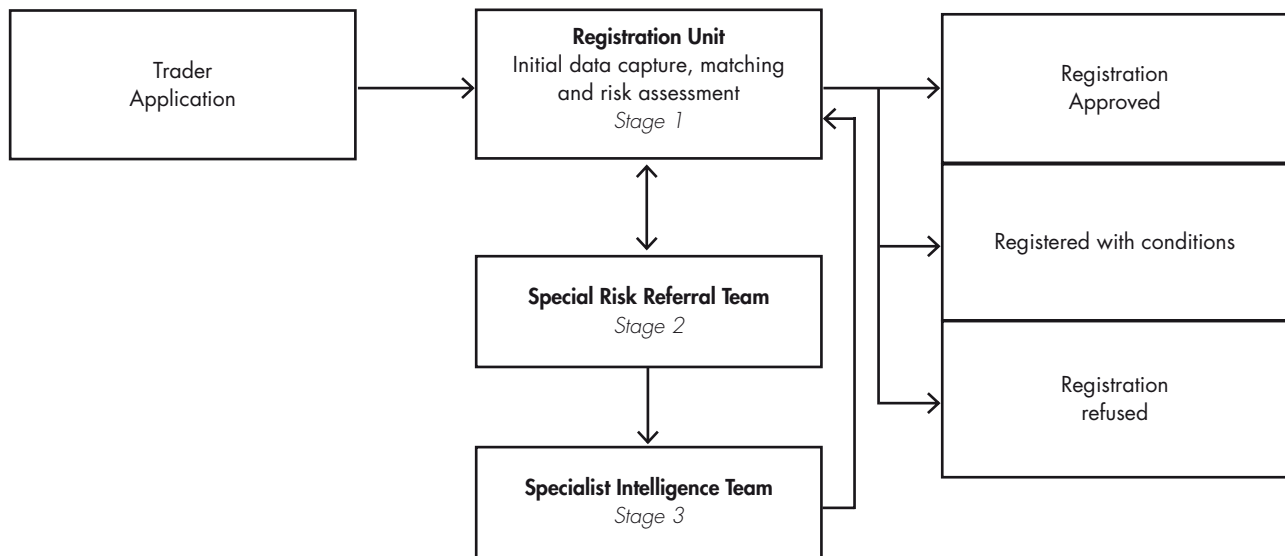 Trader
Application
Registration Unit
Initial data capture, matching
and risk assessment
Stage 1
Registration
Approved
Registered with conditions
Special Risk Referral Team
Stage 2
Registration
refused
Specialist Intelligence Team
Stage 3